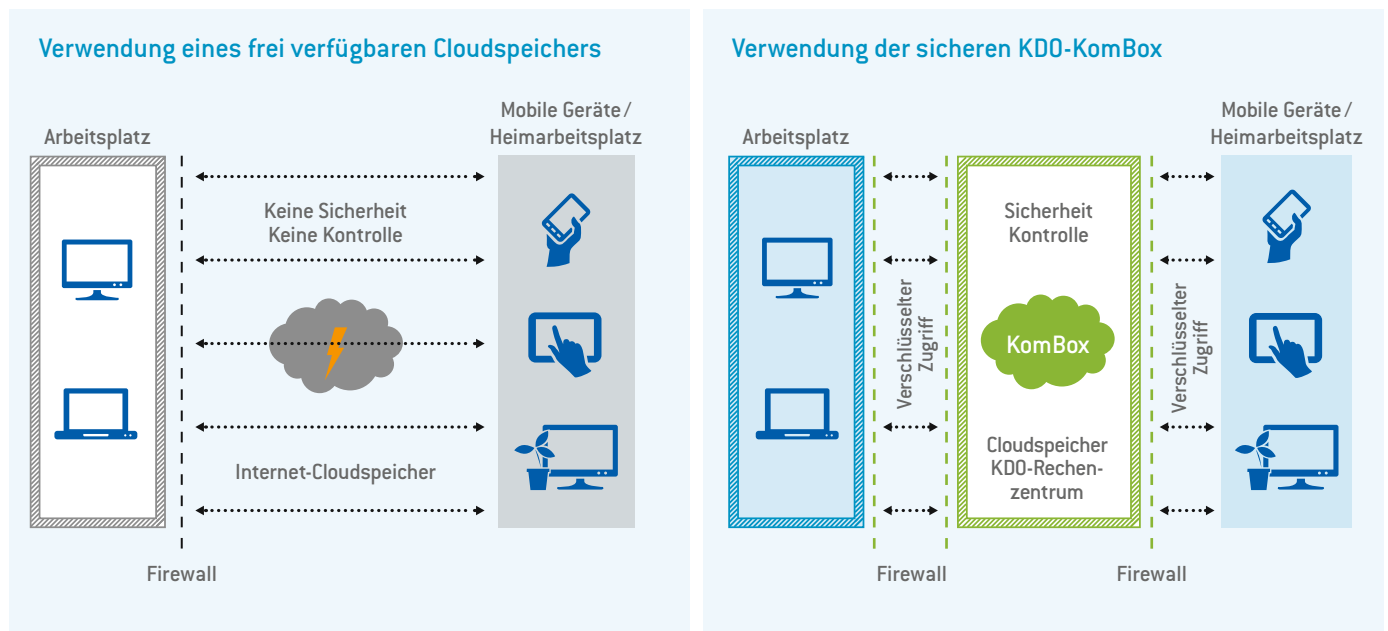 Verwendung eines frei verfügbaren Cloudspeichers
Arbeitsplatz
Mobile Geräte /
Heimarbeitsplatz
Keine Sicherheit
Keine Kontrolle
Internet-Cloudspeicher
Firewall
Verwendung der sicheren KDO-KomBox
Arbeitsplatz
Mobile Geräte /
Heimarbeitsplatz
Verschlüsselter
Zugriff
Sicherheit
Kontrolle
KomBox
Cloudspeicher
KDO-Rechen-
zentrum
Verschlüsselter
Zugriff
Firewall
Firewall